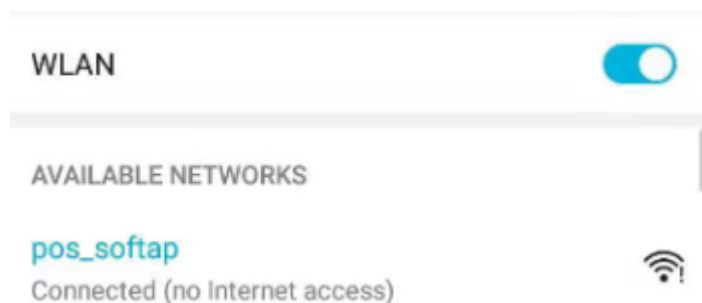 WLAN
AVAILABLE NETWORKS
pos_softap
Connected (no Internet access)